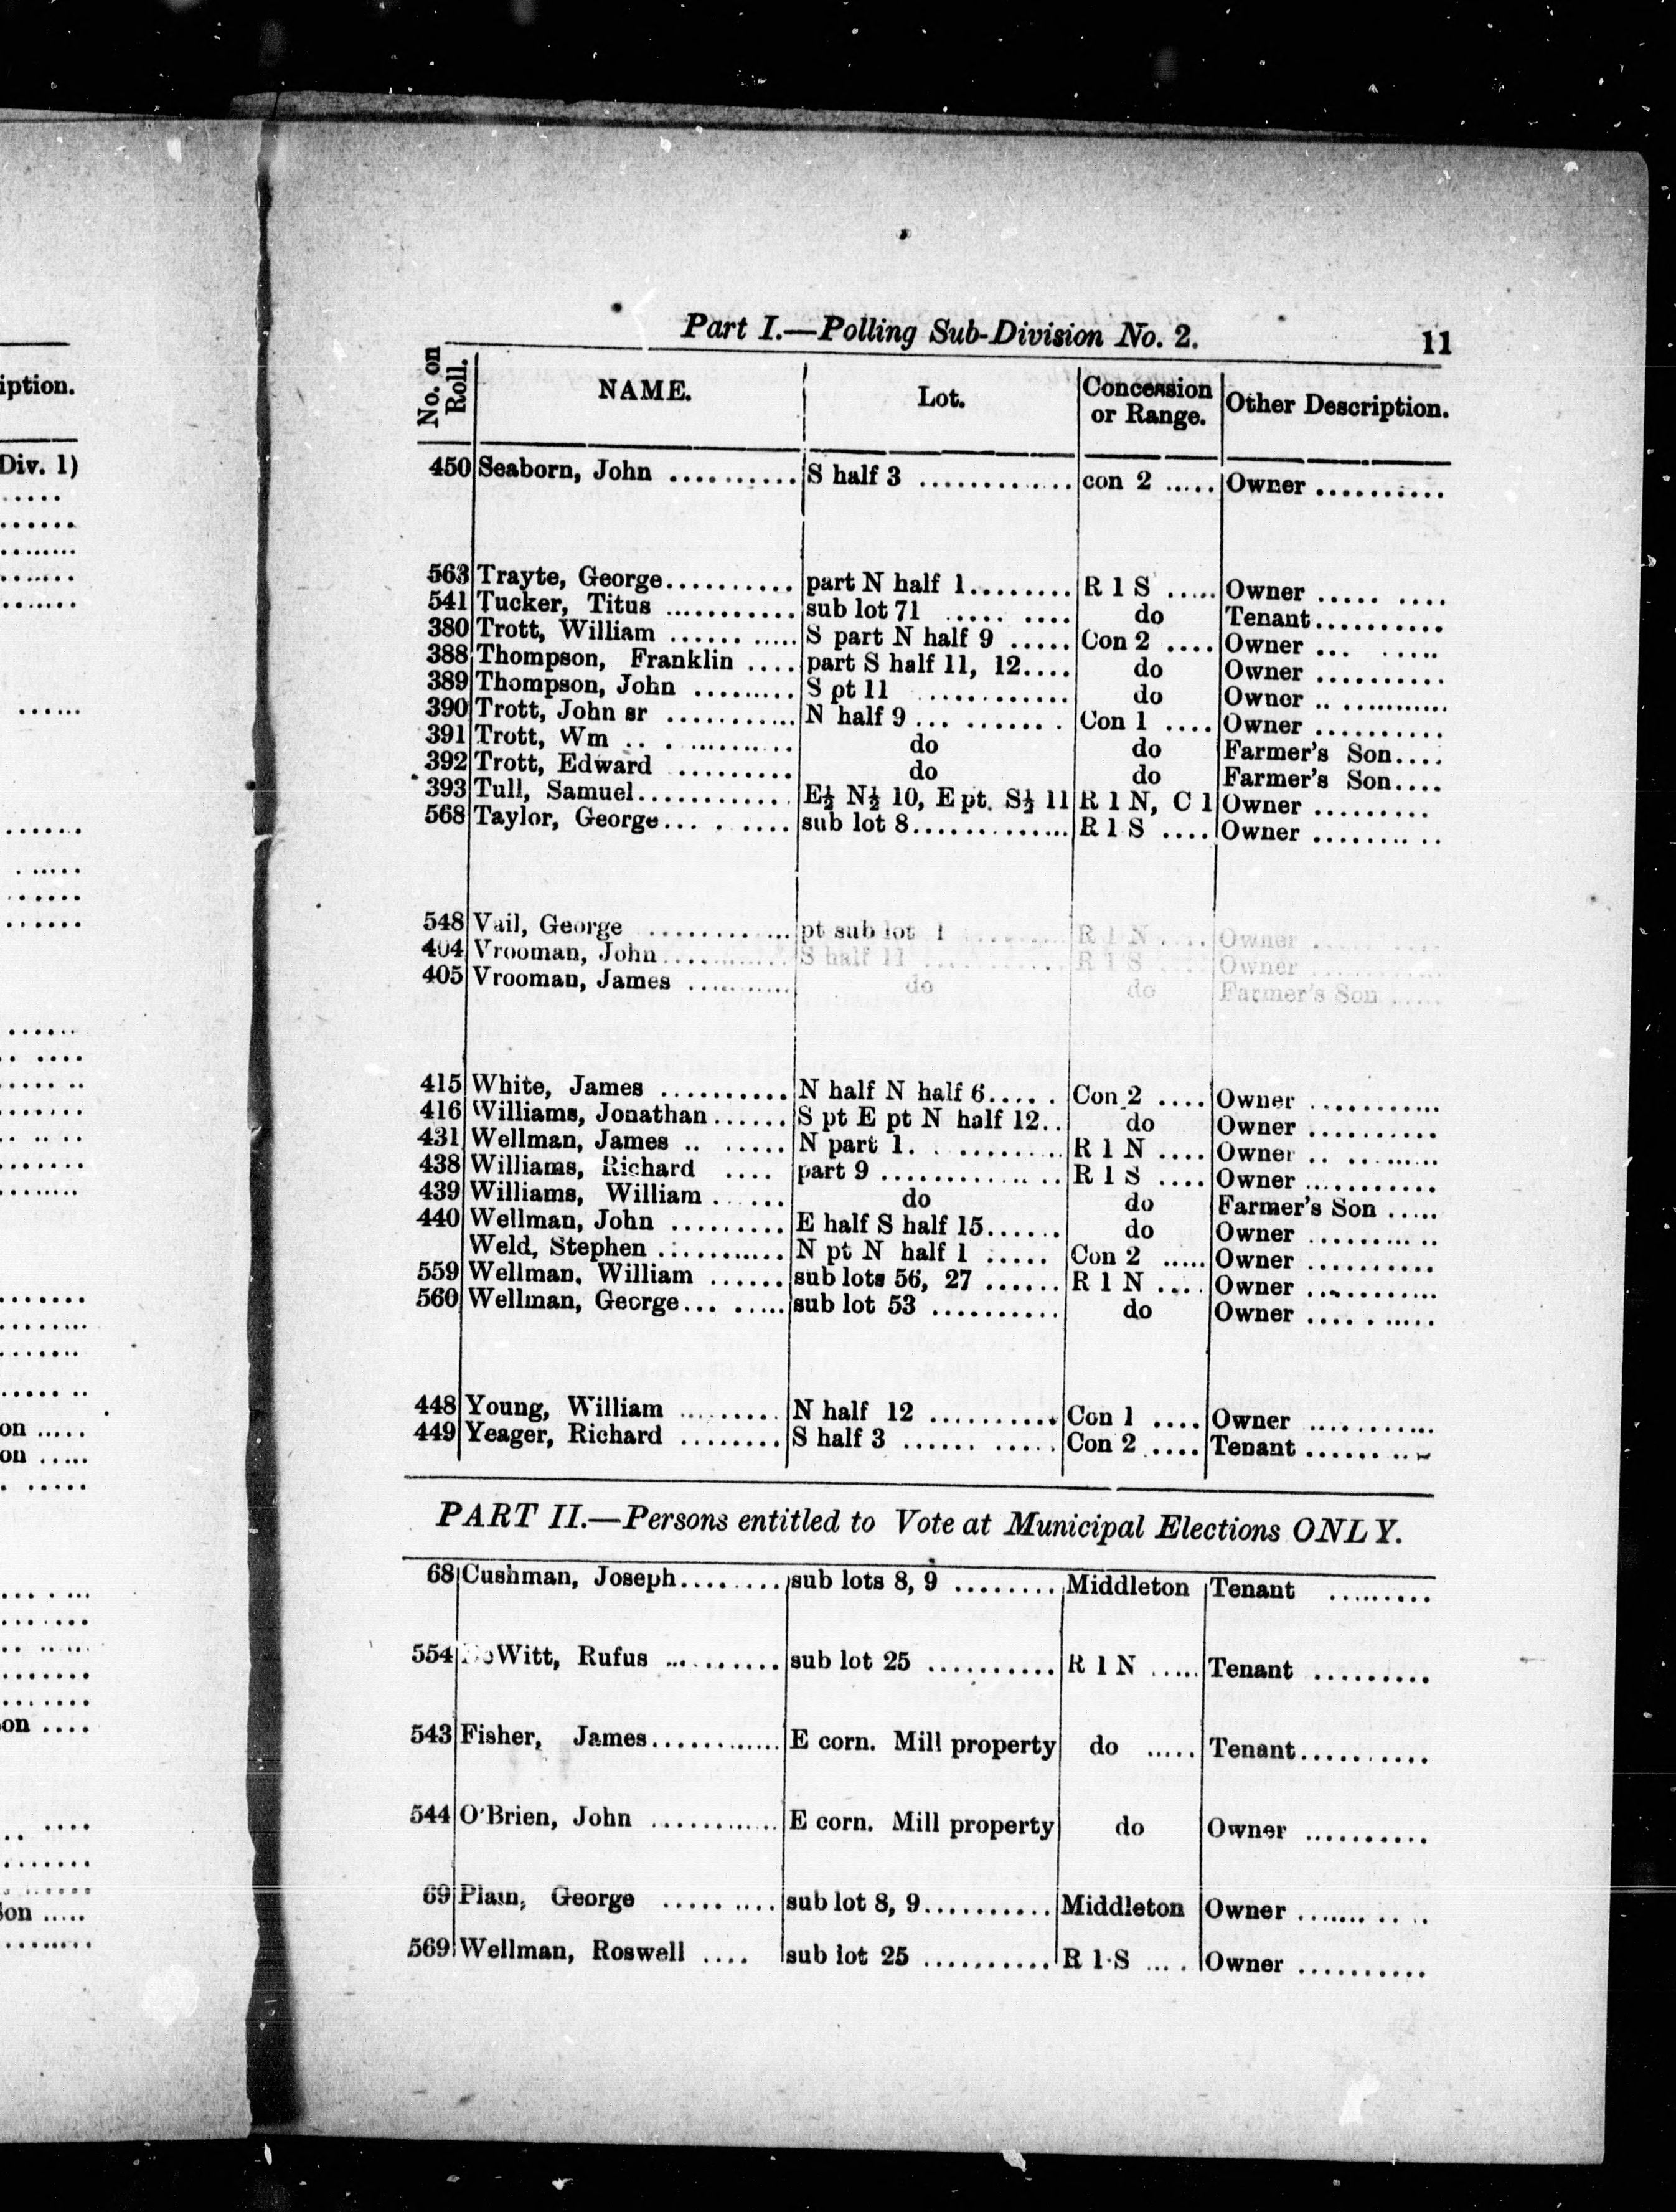 Part I.—Polling Sub-Division No. 2. 11
No. on Roll. NAME. Lot. Concession or Range. Other Description.
450 Seaborn, John .......... S half 3 ............ con 2 ..... Owner ..........
563 Trayte, George........... part N half 1........ R 1 S ..... Owner ..... ....
541 Tucker, Titus ........... sub lot 71 ..... .... do Tenant..........
380 Trott, William ...... ..... S part N half 9 ..... Con 2 .... Owner ... .....
388 Thompson, Franklin .... part S half 11, 12.... do Owner ..........
389 Thompson, John ......... S pt 11 ............ do Owner .. ...........
390 Trott, John sr ........... N half 9 ... ....... . Con 1 .... Owner ..........
391 Trott, Wm .. . ........... do do Farmer's Son....
392 Trott, Edward .......... do do Farmer's Son....
393 Tull, Samuel............ E½ N½ 10, E pt. S½ 11 R 1 N, C 1 Owner .........
568 Taylor, George... . ..... sub lot 8............. R 1 S .... Owner ........ ..
548 Vail, George ............ pt sub lot 1 ........ R 1 N .... Owner ..........
404 Vrooman, John........... S half 11 ........... R 1 S .... Owner ..........
405 Vrooman, James .......... do do Farmer's Son .....
415 White, James ........... N half N half 6..... . Con 2 .... Owner ...........
416 Williams, Jonathan...... S pt E pt N half 12.. do Owner ..........
431 Wellman, James .. ..... N part 1. . ......... R 1 N .... Owner .. ........
438 Williams, Richard .... part 9 ............ .. R 1 S .... Owner ...........
439 Williams, William . ..... do do Farmer's Son .....
440 Wellman, John ......... E half S half 15...... do Owner ......... ..
Weld, Stephen ........... N pt N half 1 ..... Con 2 ..... Owner ..........
559 Wellman, William ...... sub lots 56, 27 ...... R 1 N .... Owner ...........
560 Wellman, George... ..... sub lot 53 .......... do Owner .... . .....
448 Young, William ......... N half 12 .......... Con 1 .... Owner ...........
449 Yeager, Richard ........ S half 3 ...... ..... Con 2 .... Tenant ..........
PART II.—Persons entitled to Vote at Municipal Elections ONLY.
68 Cushman, Joseph........ sub lots 8, 9 ........ Middleton Tenant .........
554 Witt, Rufus .......... sub lot 25 .......... R 1 N ..... Tenant .........
543 Fisher, James........... E corn. Mill property do ..... Tenant..........
544 O'Brien, John ........... E corn. Mill property do Owner ..........
69 Plain, George ..... .... sub lot 8, 9.......... Middleton Owner ....... ....
569 Wellman, Roswell .... sub lot 25 .......... R 1 S ... . Owner ..........
iption.
Div. 1)
on .....
on .....
on ....
Son .....